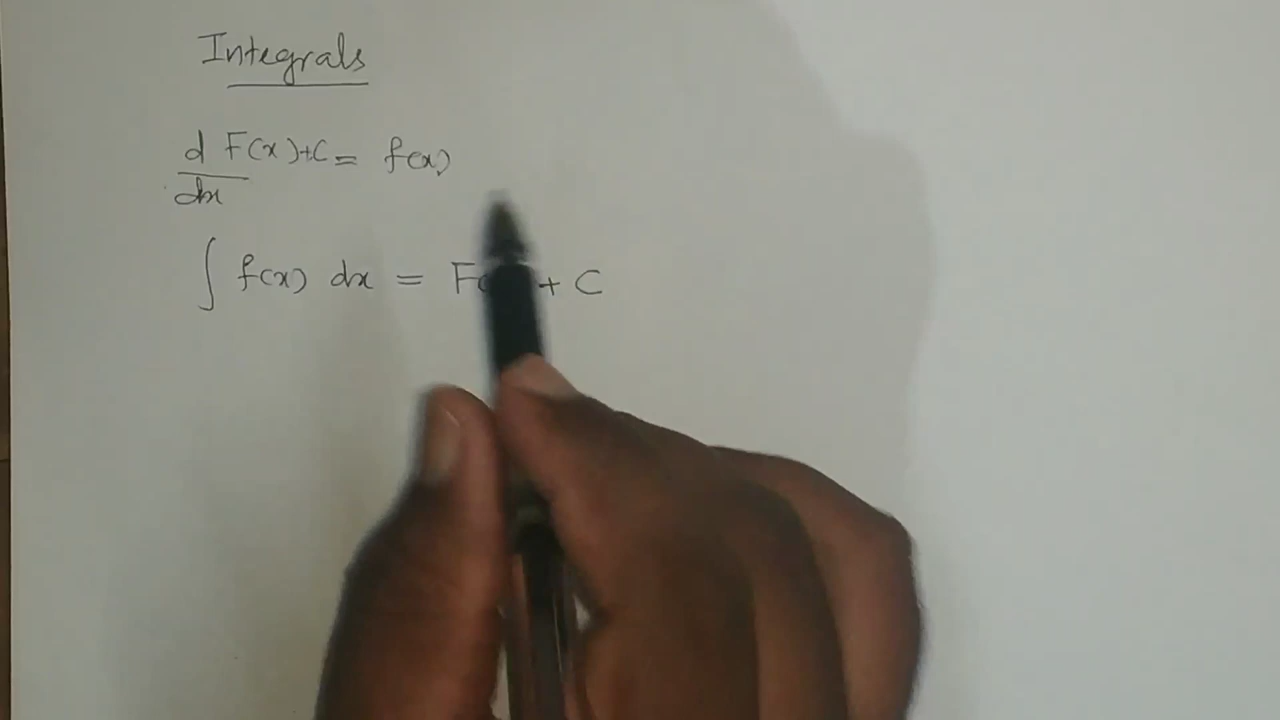 Integrals
d/dx F(x)+C = f(x)
∫ f(x) dx = F + C